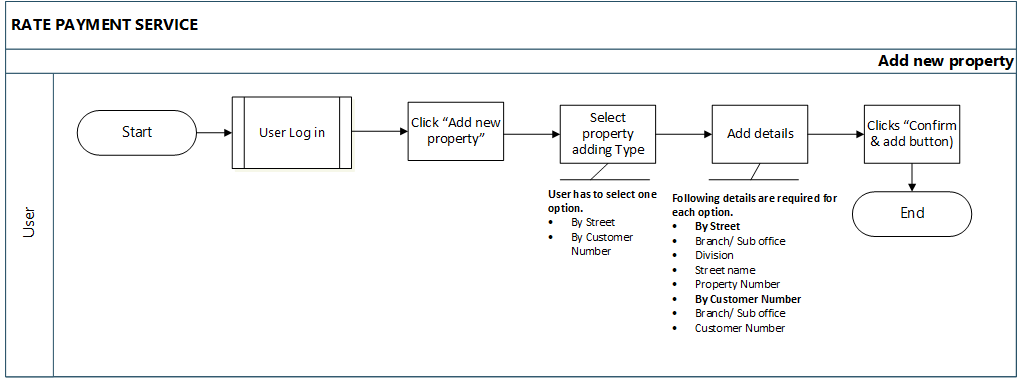 RATE PAYMENT SERVICE
Add new property
User
Start
User Log in
Click “Add new
property”
Select
property
adding Type
Add details
Clicks “Confirm
& add button)
End
User has to select one
option.
• By Street
• By Customer
Number
Following details are required for
each option.
• By Street
• Branch/ Sub office
• Division
• Street name
• Property Number
• By Customer Number
• Branch/ Sub office
• Customer Number